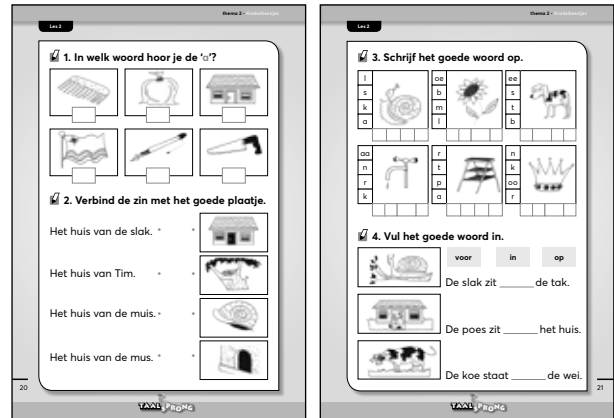 thema 2 -
Les 2
1. In welk woord hoor je de 'a'?
2. Verbind de zin met het goede plaatje.
Het huis van de slak.
Het huis van Tim.
Het huis van de muis.
Het huis van de mus.
20
TAAL SPRONG
thema 2 -
Les 2
3. Schrijf het goede woord op.
l
s
k
a
oe
b
m
l
ee
s
t
b
aa
n
r
k
r
t
p
a
n
k
oo
r
4. Vul het goede woord in.
voor in op
De slak zit ______ de tak.
De poes zit ______ het huis.
De koe staat ______ de wei.
21
TAAL SPRONG